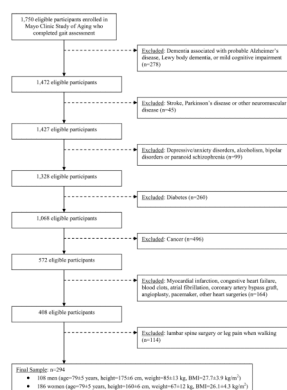 1,750 eligible participants enrolled in
Mayo Clinic Study of Aging who
completed gait assessment
Excluded: Dementia associated with probable Alzheimer's
disease, Lewy body dementia, or mild cognitive impairment
(n=278)
1,472 eligible participants
Excluded: Stroke, Parkinson's disease or other neuromuscular
disease (n=45)
1,427 eligible participants
Excluded: Depressive/anxiety disorders, alcoholism, bipolar
disorders or paranoid schizophrenia (n=99)
1,328 eligible participants
Excluded: Diabetes (n=260)
1,068 eligible participants
Excluded: Cancer (n=496)
572 eligible participants
Excluded: Myocardial infarction, congestive heart failure,
blood clots, atrial fibrillation, coronary artery bypass graft,
angioplasty, pacemaker, other heart surgeries (n=164)
408 eligible participants
Excluded: lumbar spine surgery or leg pain when walking
(n=114)
Final Sample: n=294
• 108 men (age=79±5 years, height=175±6 cm, weight=85±13 kg, BMI=27.7±3.9 kg/m²)
• 186 women (age=79±5 years, height=160±6 cm, weight=67±12 kg, BMI=26.1±4.3 kg/m²)